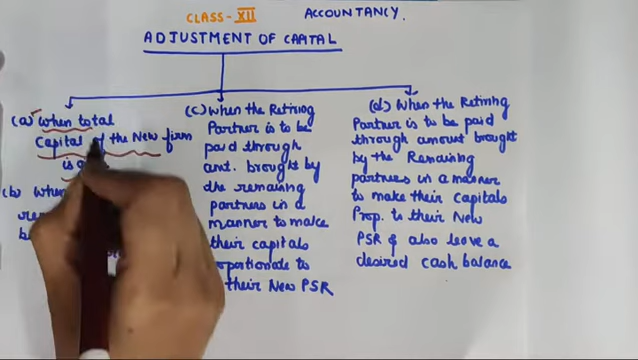 CLASS- XII ACCOUNTANCY.
ADJUSTMENT OF CAPITAL
(a) When total
Capital of the New firm
is
(b) When
(c) When the Retiring
Partner is to be
paid through
amt. brought by
the remaining
partners in a
manner to make
their capitals
proportionate to
their New PSR
(d) When the Retiring
Partner is to be paid
through amount brought
by the Remaining
partners in a manner
to make their Capitals
Prop. to their New
PSR & also leave a
desired cash balance